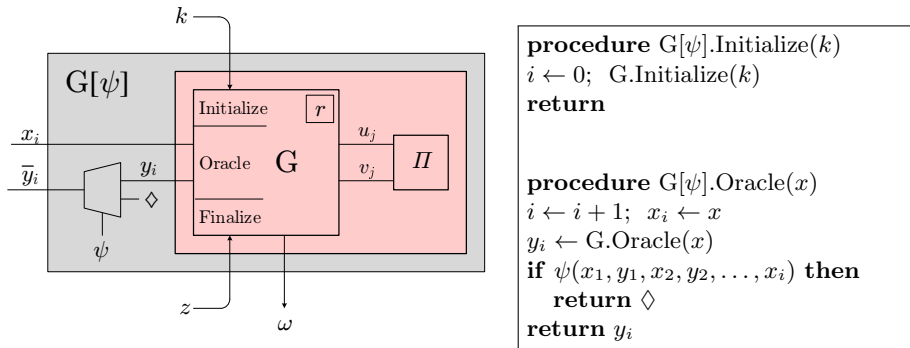 k
G[ψ]
Initialize
r
x_i
u_j
Oracle
G
Π
y̅_i
y_i
v_j
◇
Finalize
ψ
z
ω
procedure G[ψ].Initialize(k)
i ← 0; G.Initialize(k)
return
procedure G[ψ].Oracle(x)
i ← i + 1; x_i ← x
y_i ← G.Oracle(x)
if ψ(x_1, y_1, x_2, y_2, . . . , x_i) then
return ◇
return y_i